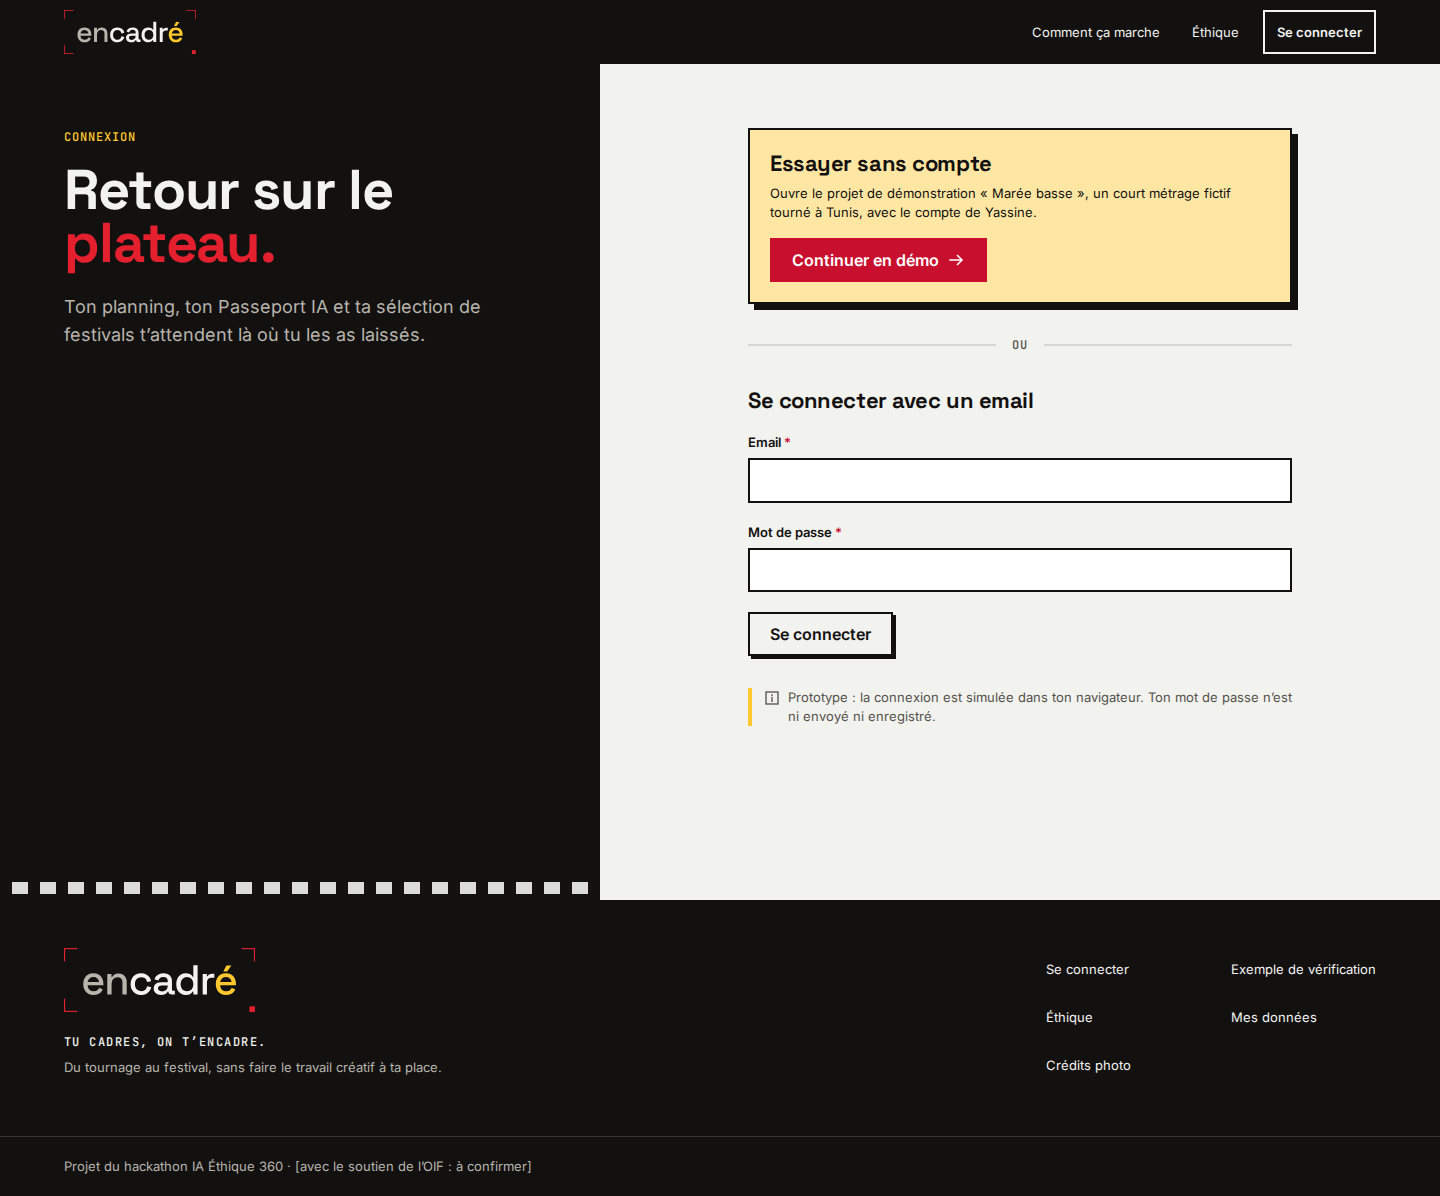 encadré
Comment ça marche
Éthique
Se connecter
CONNEXION
Retour sur le
plateau.
Ton planning, ton Passeport IA et ta sélection de
festivals t’attendent là où tu les as laissés.
Essayer sans compte
Ouvre le projet de démonstration « Marée basse », un court métrage fictif
tourné à Tunis, avec le compte de Yassine.
Continuer en démo →
OU
Se connecter avec un email
Email *
Mot de passe *
Se connecter
Prototype : la connexion est simulée dans ton navigateur. Ton mot de passe n’est
ni envoyé ni enregistré.
encadré
TU CADRES, ON T’ENCADRE.
Du tournage au festival, sans faire le travail créatif à ta place.
Se connecter
Exemple de vérification
Éthique
Mes données
Crédits photo
Projet du hackathon IA Éthique 360 · [avec le soutien de l’OIF : à confirmer]